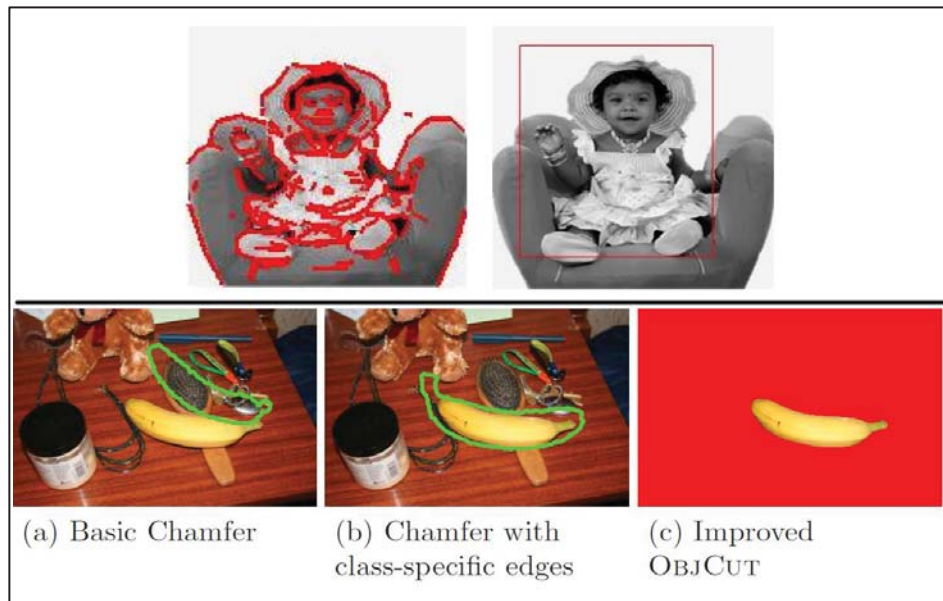 (a) Basic Chamfer
(b) Chamfer with
class-specific edges
(c) Improved
OBJCUT